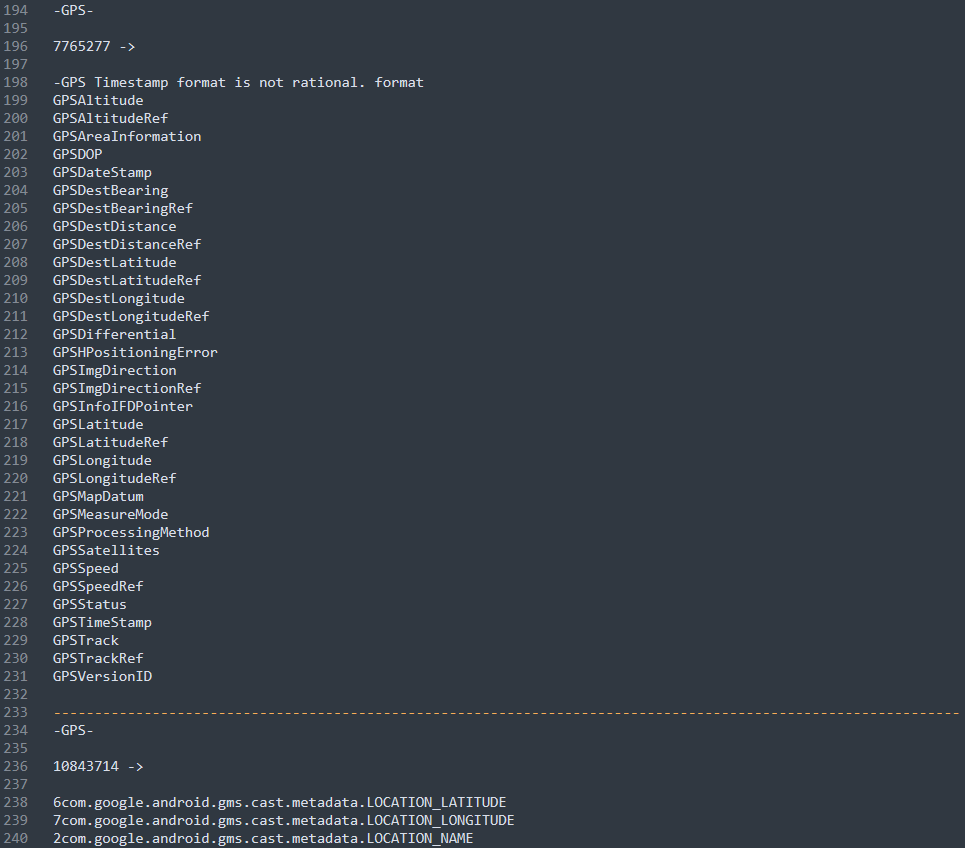 194 -GPS-
195
196 7765277 ->
197
198 -GPS Timestamp format is not rational. format
199 GPSAltitude
200 GPSAltitudeRef
201 GPSAreaInformation
202 GPSDOP
203 GPSDateStamp
204 GPSDestBearing
205 GPSDestBearingRef
206 GPSDestDistance
207 GPSDestDistanceRef
208 GPSDestLatitude
209 GPSDestLatitudeRef
210 GPSDestLongitude
211 GPSDestLongitudeRef
212 GPSDifferential
213 GPSHPositioningError
214 GPSImgDirection
215 GPSImgDirectionRef
216 GPSInfoIFDPointer
217 GPSLatitude
218 GPSLatitudeRef
219 GPSLongitude
220 GPSLongitudeRef
221 GPSMapDatum
222 GPSMeasureMode
223 GPSProcessingMethod
224 GPSSatellites
225 GPSSpeed
226 GPSSpeedRef
227 GPSStatus
228 GPSTimeStamp
229 GPSTrack
230 GPSTrackRef
231 GPSVersionID
232
233 --------------------------------------------------------------------------------------------------------------
234 -GPS-
235
236 10843714 ->
237
238 6com.google.android.gms.cast.metadata.LOCATION_LATITUDE
239 7com.google.android.gms.cast.metadata.LOCATION_LONGITUDE
240 2com.google.android.gms.cast.metadata.LOCATION_NAME